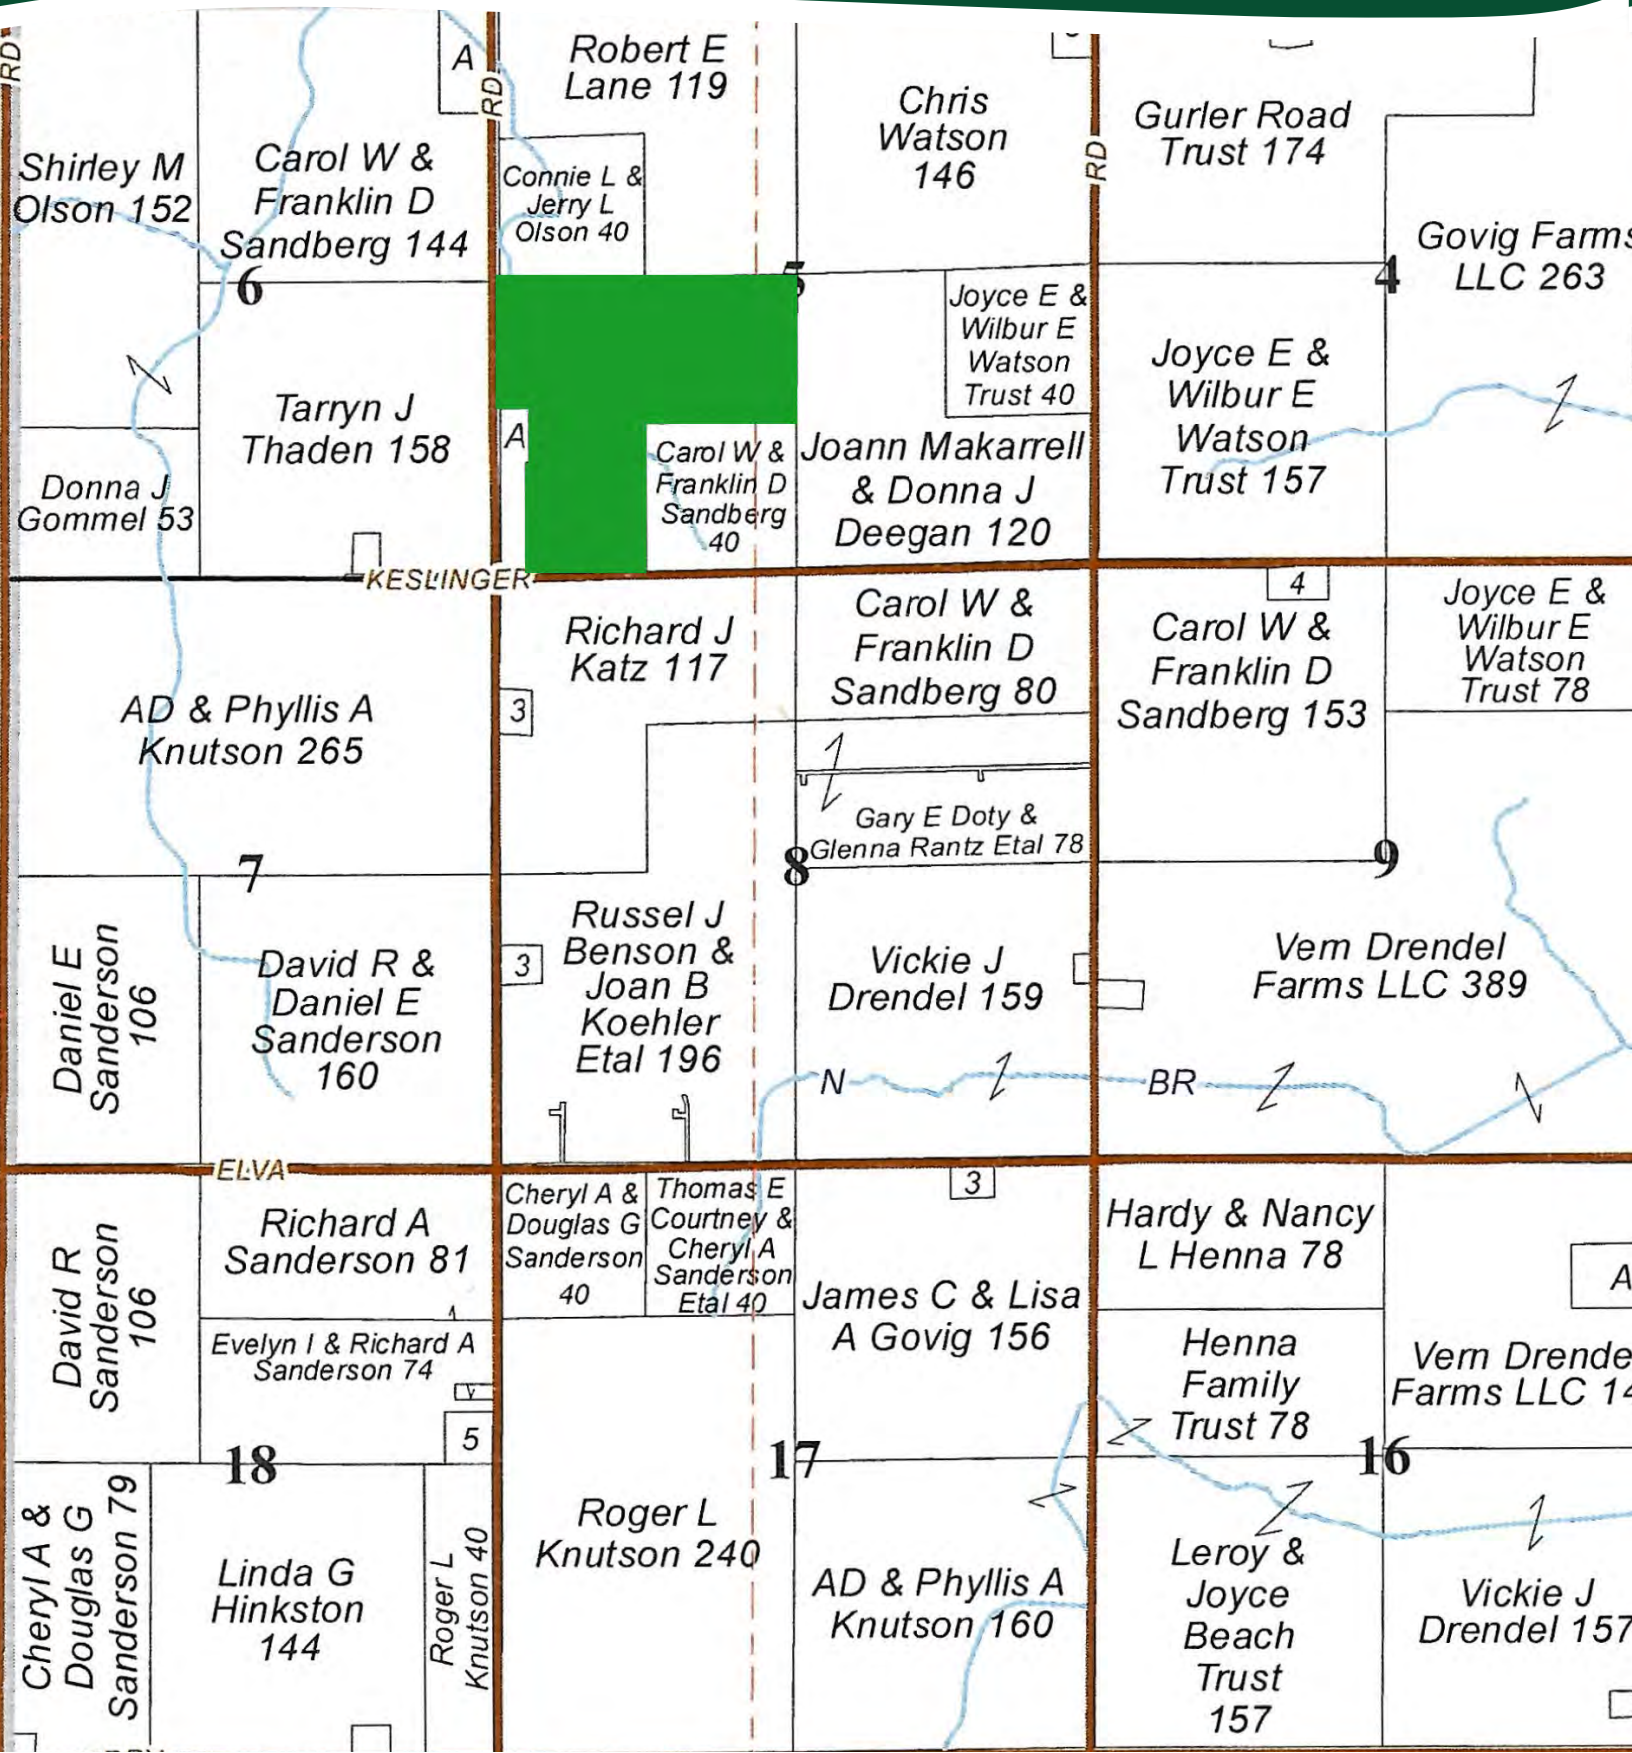 RD
A
RD
Robert E
Lane 119
Chris
Watson
146
RD
Gurler Road
Trust 174
Shirley M
Olson 152
Carol W &
Franklin D
Sandberg 144
Connie L &
Jerry L
Olson 40
Govig Farms
LLC 263
6
5
4
Joyce E &
Wilbur E
Watson
Trust 40
Joyce E &
Wilbur E
Watson
Trust 157
Tarryn J
Thaden 158
A
Carol W &
Franklin D
Sandberg
40
Joann Makarrell
& Donna J
Deegan 120
Donna J
Gommel 53
KESLINGER
Richard J
Katz 117
Carol W &
Franklin D
Sandberg 80
4
Carol W &
Franklin D
Sandberg 153
Joyce E &
Wilbur E
Watson
Trust 78
AD & Phyllis A
Knutson 265
3
Gary E Doty &
Glenna Rantz Etal 78
7
8
9
Daniel E
Sanderson
106
David R &
Daniel E
Sanderson
160
3
Russel J
Benson &
Joan B
Koehler
Etal 196
Vickie J
Drendel 159
Vern Drendel
Farms LLC 389
N
BR
ELVA
David R
Sanderson
106
Richard A
Sanderson 81
Cheryl A &
Douglas G
Sanderson
40
Thomas E
Courtney &
Cheryl A
Sanderson
Etal 40
3
Hardy & Nancy
L Henna 78
A
James C & Lisa
A Govig 156
Evelyn I & Richard A
Sanderson 74
Henna
Family
Trust 78
Vern Drende
Farms LLC 14
5
18
17
16
Cheryl A &
Douglas G
Sanderson 79
Linda G
Hinkston
144
Roger L
Knutson 40
Roger L
Knutson 240
AD & Phyllis A
Knutson 160
Leroy &
Joyce
Beach
Trust
157
Vickie J
Drendel 157